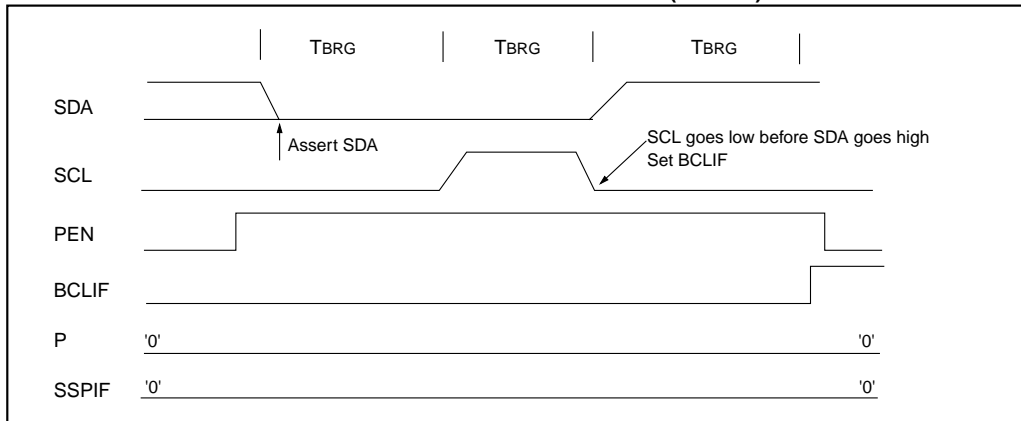 TBRG TBRG TBRG
SDA
Assert SDA
SCL goes low before SDA goes high
Set BCLIF
SCL
PEN
BCLIF
P '0' '0'
SSPIF '0' '0'